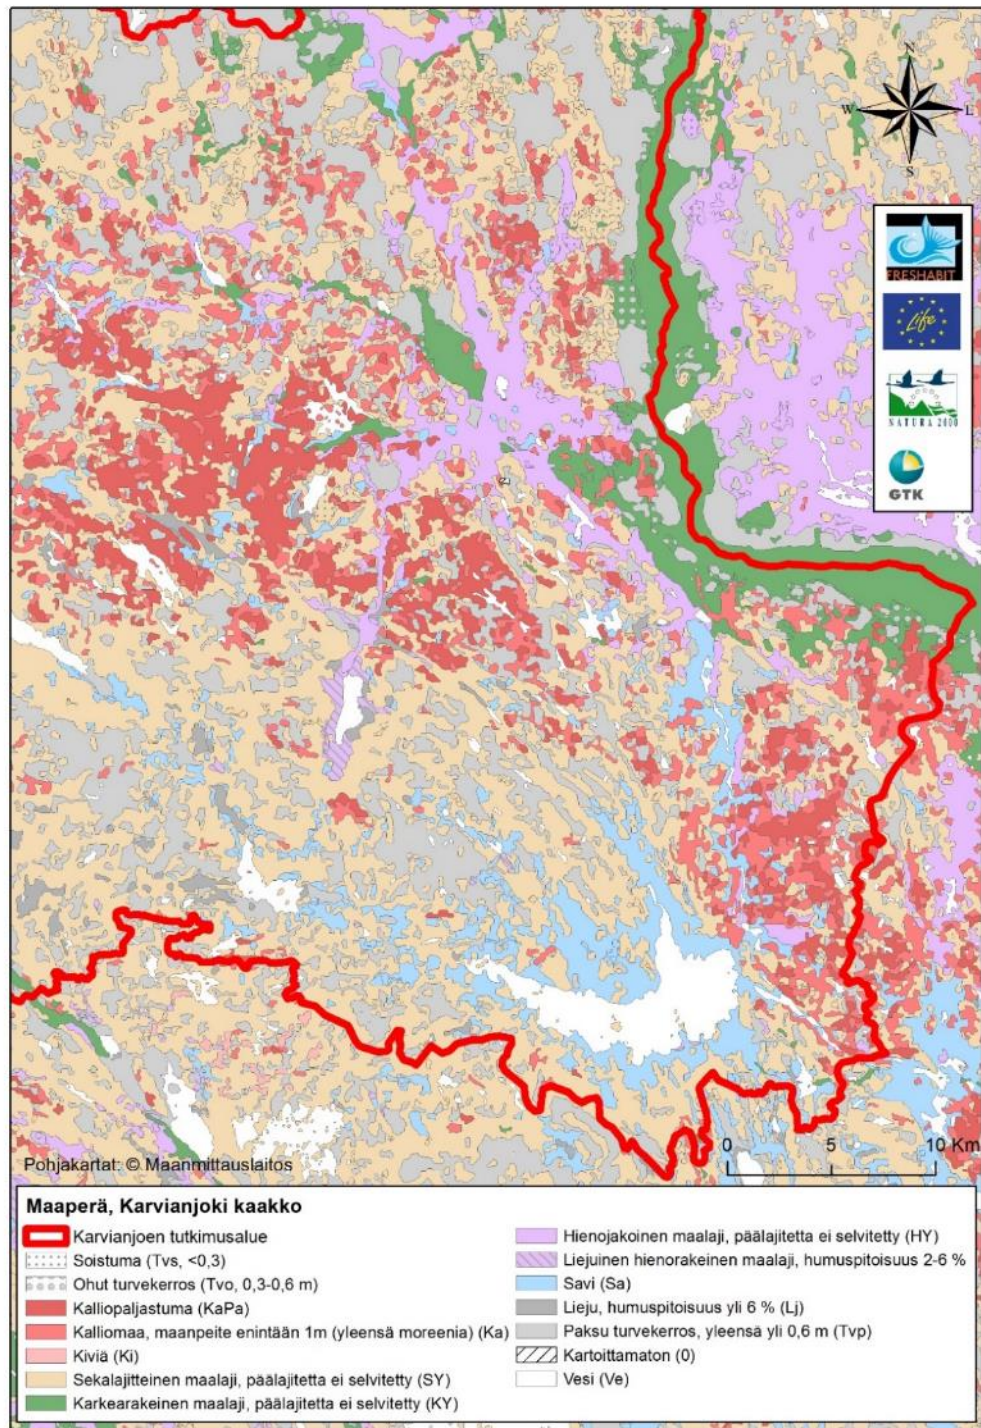 N
W
L
S
FRESHABIT
Life
NATURA 2000
GTK
Pohjakartat: © Maanmittauslaitos
0 5 10 Km
Maaperä, Karvianjoki kaakko
Karvianjoen tutkimusalue
Soistuma (Tvs, <0,3)
Ohut turvekerros (Tvo, 0,3-0,6 m)
Kalliopaljastuma (KaPa)
Kalliomaa, maanpeite enintään 1m (yleensä moreenia) (Ka)
Kiviä (Ki)
Sekalajitteinen maalaji, päälajitetta ei selvitetty (SY)
Karkearakeinen maalaji, päälajitetta ei selvitetty (KY)
Hienojakoinen maalaji, päälajitetta ei selvitetty (HY)
Liejuinen hienorakeinen maalaji, humuspitoisuus 2-6 %
Savi (Sa)
Lieju, humuspitoisuus yli 6 % (Lj)
Paksu turvekerros, yleensä yli 0,6 m (Tvp)
Kartoittamaton (0)
Vesi (Ve)